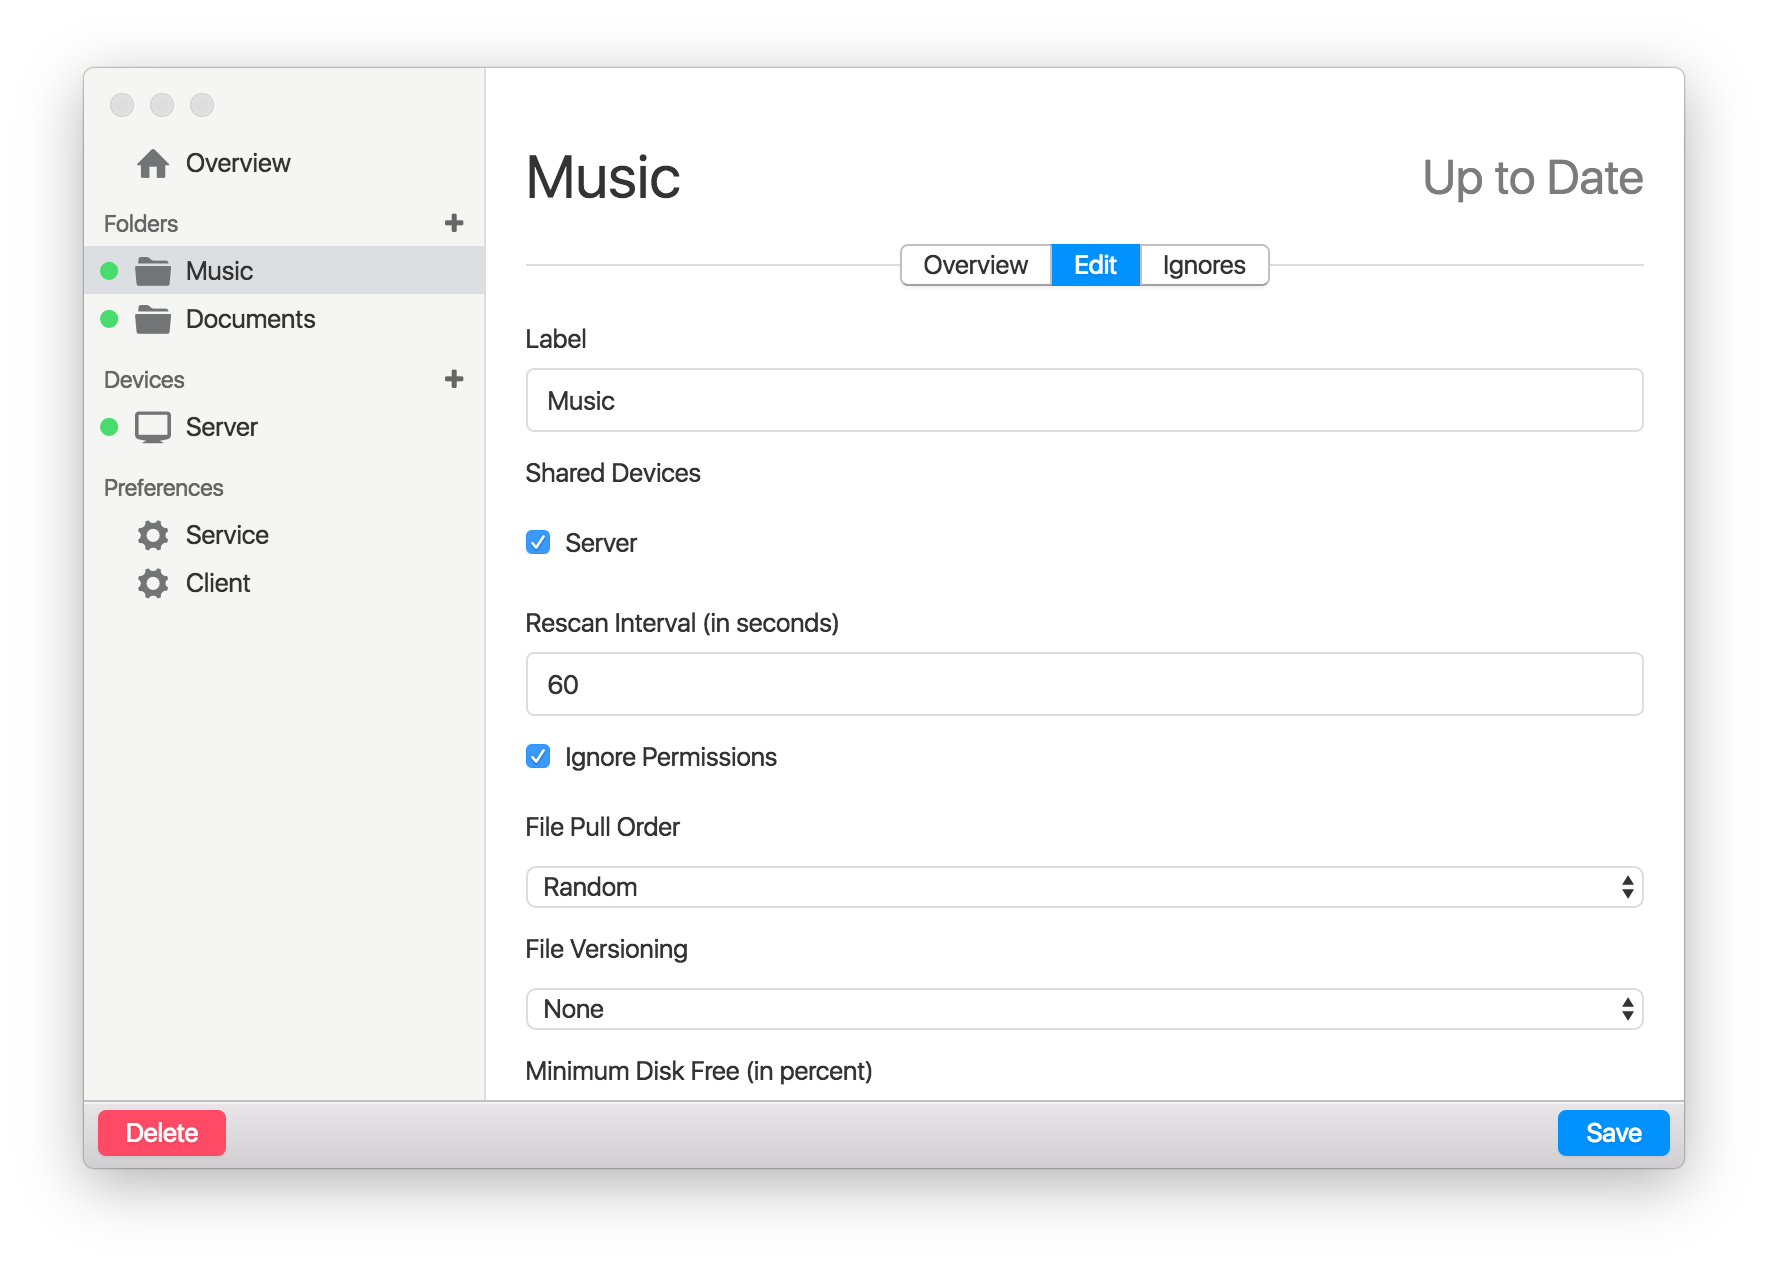 Overview
Folders
Music
Documents
Devices
Server
Preferences
Service
Client
Music
Up to Date
Overview Edit Ignores
Label
Music
Shared Devices
Server
Rescan Interval (in seconds)
60
Ignore Permissions
File Pull Order
Random
File Versioning
None
Minimum Disk Free (in percent)
Delete
Save